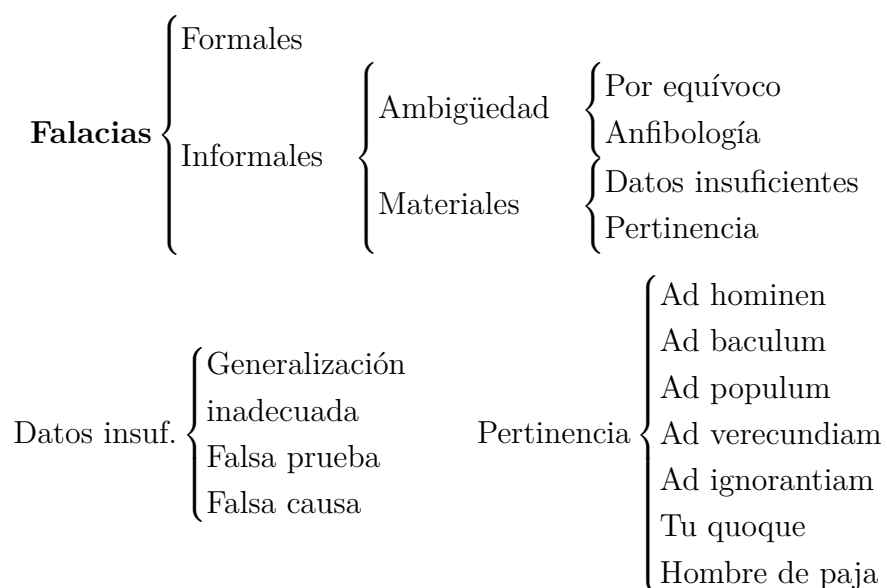 Falacias
Formales
Informales
Ambigüedad
Por equívoco
Anfibología
Materiales
Datos insuficientes
Pertinencia
Datos insuf.
Generalización
inadecuada
Falsa prueba
Falsa causa
Pertinencia
Ad hominen
Ad baculum
Ad populum
Ad verecundiam
Ad ignorantiam
Tu quoque
Hombre de paja